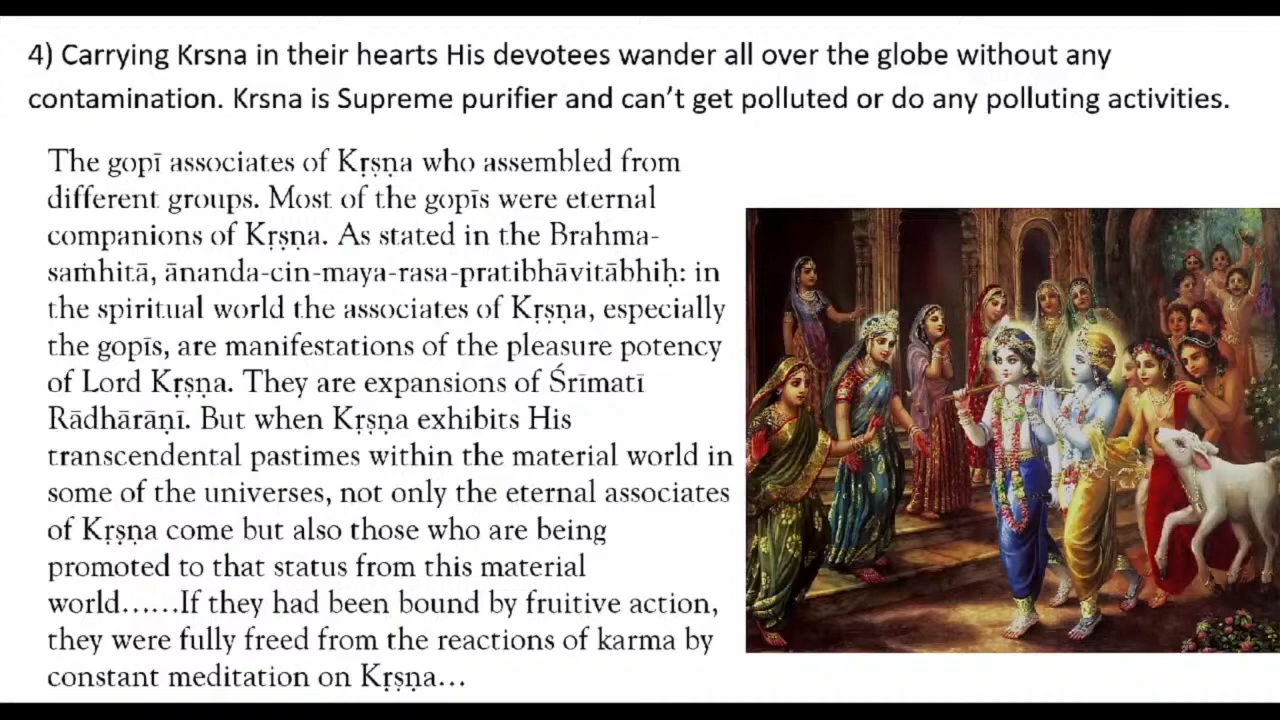 4) Carrying Krsna in their hearts His devotees wander all over the globe without any
contamination. Krsna is Supreme purifier and can’t get polluted or do any polluting activities.
The gopī associates of Kṛṣṇa who assembled from
different groups. Most of the gopīs were eternal
companions of Kṛṣṇa. As stated in the Brahma-
saṁhitā, ānanda-cin-maya-rasa-pratibhāvitābhiḥ: in
the spiritual world the associates of Kṛṣṇa, especially
the gopīs, are manifestations of the pleasure potency
of Lord Kṛṣṇa. They are expansions of Śrīmatī
Rādhārāṇī. But when Kṛṣṇa exhibits His
transcendental pastimes within the material world in
some of the universes, not only the eternal associates
of Kṛṣṇa come but also those who are being
promoted to that status from this material
world……If they had been bound by fruitive action,
they were fully freed from the reactions of karma by
constant meditation on Kṛṣṇa…